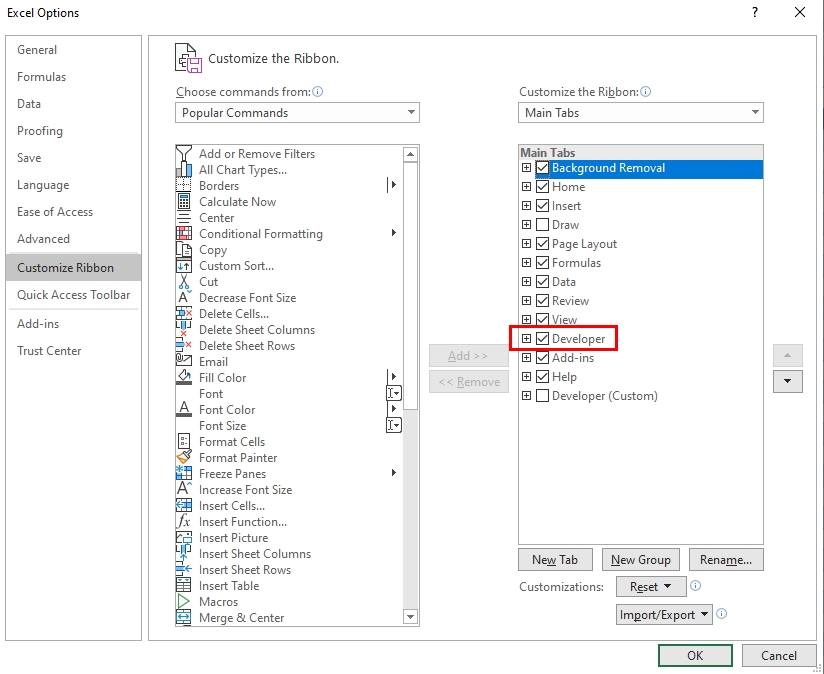 Excel Options
?
General
Formulas
Data
Proofing
Save
Language
Ease of Access
Advanced
Customize Ribbon
Quick Access Toolbar
Add-ins
Trust Center
Customize the Ribbon.
Choose commands from:
Popular Commands
Add or Remove Filters
All Chart Types...
Borders
Calculate Now
Center
Conditional Formatting
Copy
Custom Sort...
Cut
Decrease Font Size
Delete Cells...
Delete Sheet Columns
Delete Sheet Rows
Email
Fill Color
Font
Font Color
Font Size
Format Cells
Format Painter
Freeze Panes
Increase Font Size
Insert Cells...
Insert Function...
Insert Picture
Insert Sheet Columns
Insert Sheet Rows
Insert Table
Macros
Merge & Center
Add >>
<< Remove
Customize the Ribbon:
Main Tabs
Main Tabs
Background Removal
Home
Insert
Draw
Page Layout
Formulas
Data
Review
View
Developer
Add-ins
Help
Developer (Custom)
New Tab
New Group
Rename...
Customizations:
Reset
Import/Export
OK
Cancel